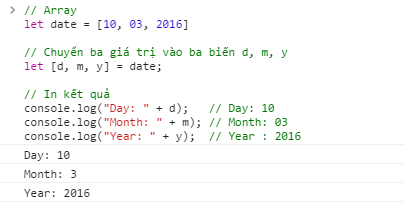 > // Array
let date = [10, 03, 2016]
// Chuyển ba giá trị vào ba biến d, m, y
let [d, m, y] = date;
// In kết quả
console.log("Day: " + d);   // Day: 10
console.log("Month: " + m); // Month: 03
console.log("Year: " + y);  // Year : 2016
Day: 10
Month: 3
Year: 2016